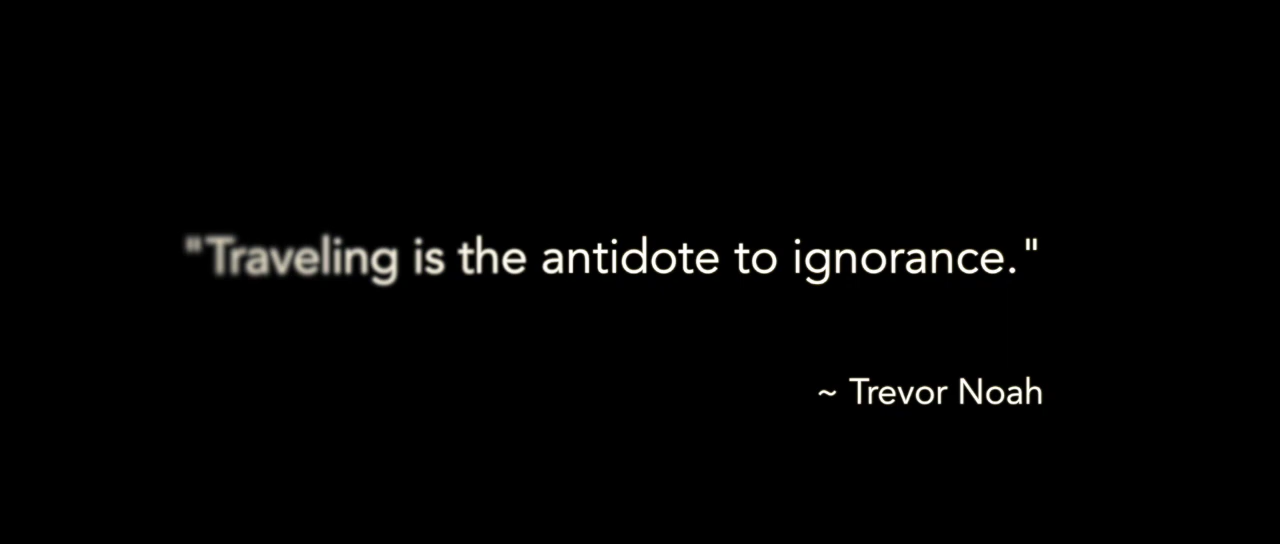 "Traveling is the antidote to ignorance."
~ Trevor Noah